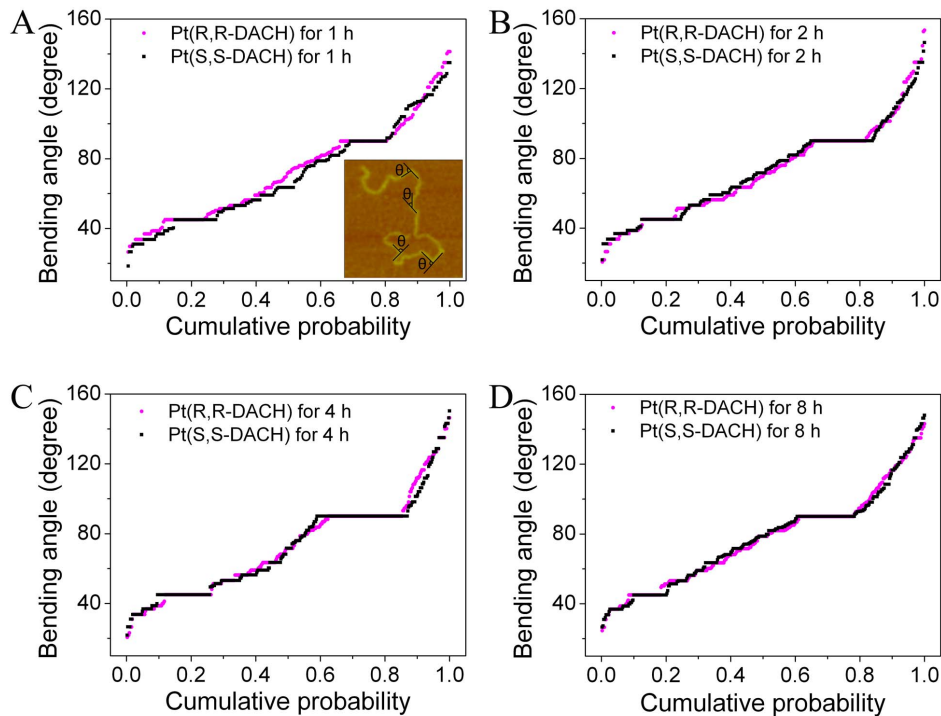 A
160
120
80
40
Bending angle (degree)
Pt(R,R-DACH) for 1 h
Pt(S,S-DACH) for 1 h
θ
θ
θ
θ
0.0 0.2 0.4 0.6 0.8 1.0
Cumulative probability
B
160
120
80
40
Bending angle (degree)
Pt(R,R-DACH) for 2 h
Pt(S,S-DACH) for 2 h
0.0 0.2 0.4 0.6 0.8 1.0
Cumulative probability
C
160
120
80
40
Bending angle (degree)
Pt(R,R-DACH) for 4 h
Pt(S,S-DACH) for 4 h
0.0 0.2 0.4 0.6 0.8 1.0
Cumulative probability
D
160
120
80
40
Bending angle (degree)
Pt(R,R-DACH) for 8 h
Pt(S,S-DACH) for 8 h
0.0 0.2 0.4 0.6 0.8 1.0
Cumulative probability